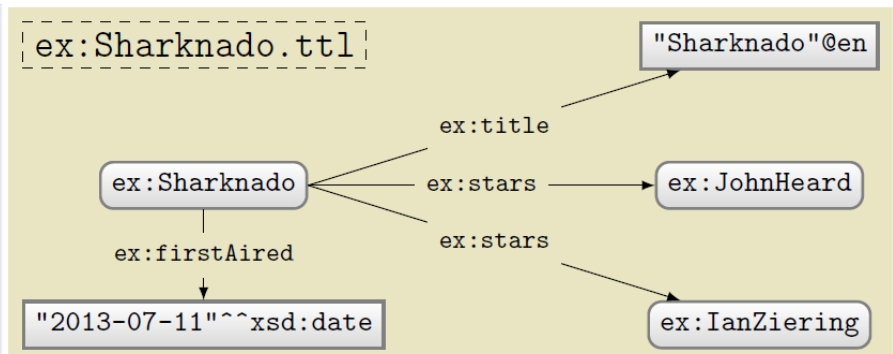 ex:Sharknado.ttl
"Sharknado"@en
ex:title
ex:Sharknado
ex:stars
ex:JohnHeard
ex:stars
ex:firstAired
"2013-07-11"^^xsd:date
ex:IanZiering